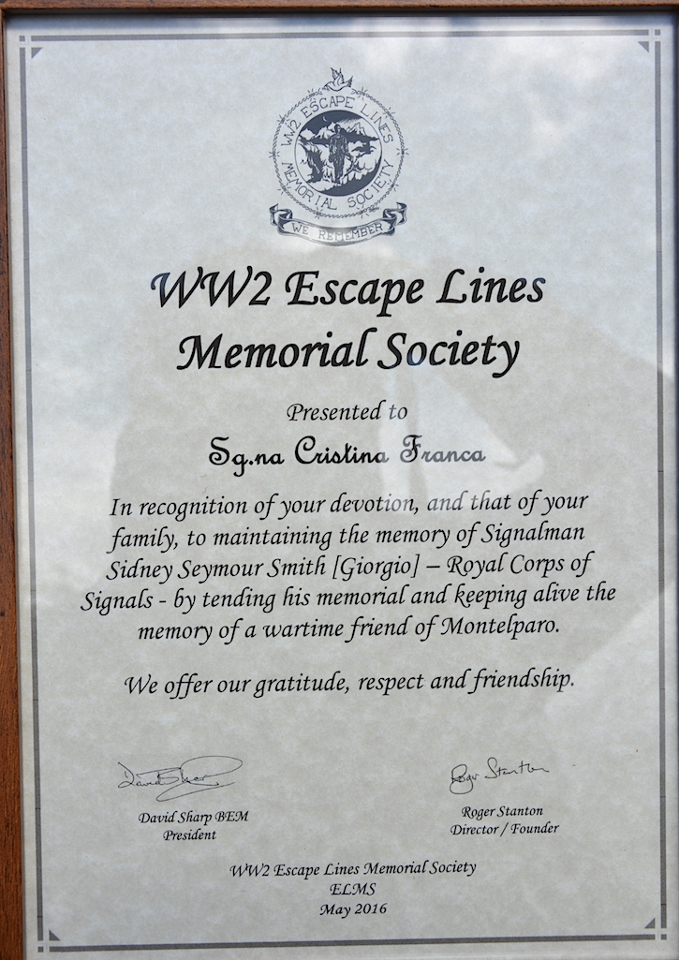 WW2 ESCAPE LINES
MEMORIAL SOCIETY
WE REMEMBER
WW2 Escape Lines
Memorial Society
Presented to
Sg.na Cristina Franca
In recognition of your devotion, and that of your
family, to maintaining the memory of Signalman
Sidney Seymour Smith [Giorgio] – Royal Corps of
Signals - by tending his memorial and keeping alive the
memory of a wartime friend of Montelparo.
We offer our gratitude, respect and friendship.
David Sharp
Roger Stanton
David Sharp BEM
President
Roger Stanton
Director / Founder
WW2 Escape Lines Memorial Society
ELMS
May 2016